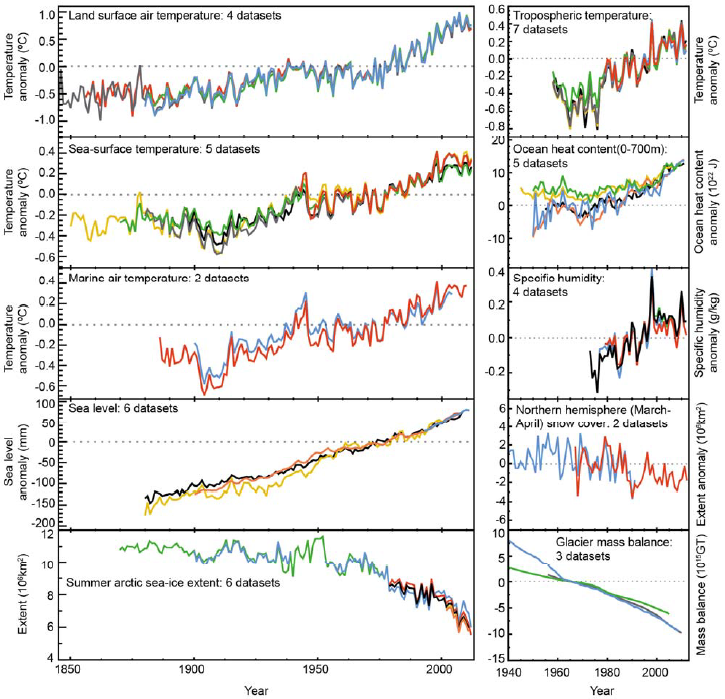 Land surface air temperature: 4 datasets
1.0
0.5
0.0
-0.5
-1.0
Temperature
anomaly (ºC)
Sea-surface temperature: 5 datasets
0.4
0.2
0.0
-0.2
-0.4
-0.6
Temperature
anomaly (ºC)
Marine air temperature: 2 datasets
0.4
0.2
0.0
-0.2
-0.4
-0.6
Temperature
anomaly (ºC)
Sea level: 6 datasets
100
50
0
-50
-100
-150
-200
Sea level
anomaly (mm)
12
10
8
6
4
Summer arctic sea-ice extent: 6 datasets
Extent (10⁶km²)
1850
1900
1950
2000
Year
Tropospheric temperature:
7 datasets
0.6
0.4
0.2
0.0
-0.2
-0.4
-0.6
-0.8
Temperature
anomaly (ºC)
Ocean heat content(0-700m):
5 datasets
20
10
0
-10
Ocean heat content
anomaly (10²² J)
Specific humidity:
4 datasets
0.4
0.2
0.0
-0.2
Specific humidity
anomaly (g/kg)
Northern hemisphere (March-
April) snow cover: 2 datasets
6
4
2
0
-2
-4
-6
Extent anomaly (10⁶km²)
Glacier mass balance:
3 datasets
10
5
0
-5
-10
-15
Mass balance (10¹⁵GT)
1940
1960
1980
2000
Year